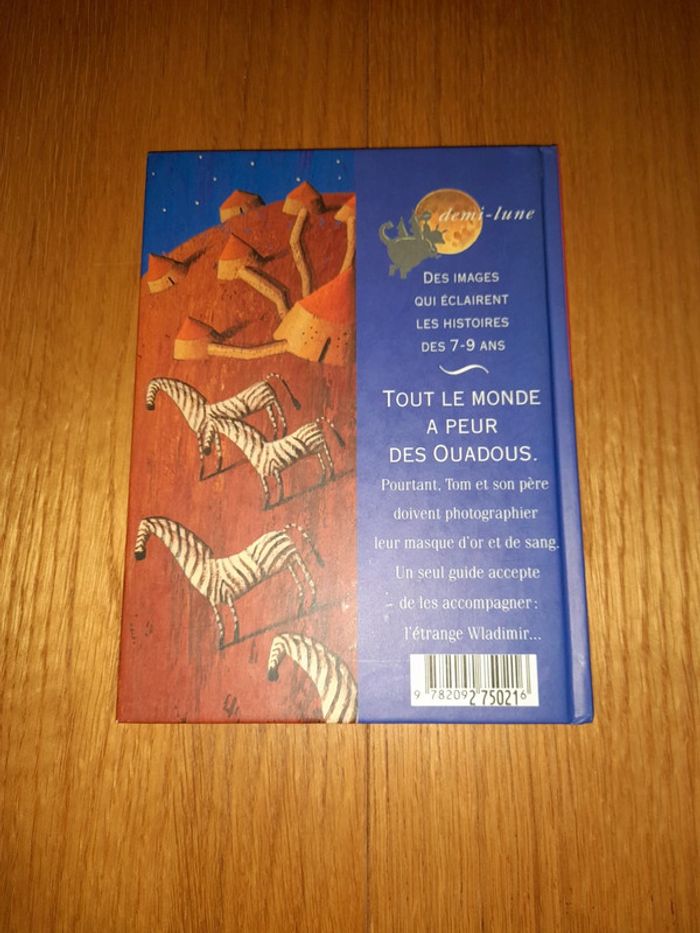 demi-lune
DES IMAGES
QUI ÉCLAIRENT
LES HISTOIRES
DES 7-9 ANS
TOUT LE MONDE
A PEUR
DES OUADOUS.
Pourtant, Tom et son père
doivent photographier
leur masque d'or et de sang.
Un seul guide accepte
de les accompagner :
l'étrange Wladimir...
9 782092 750216